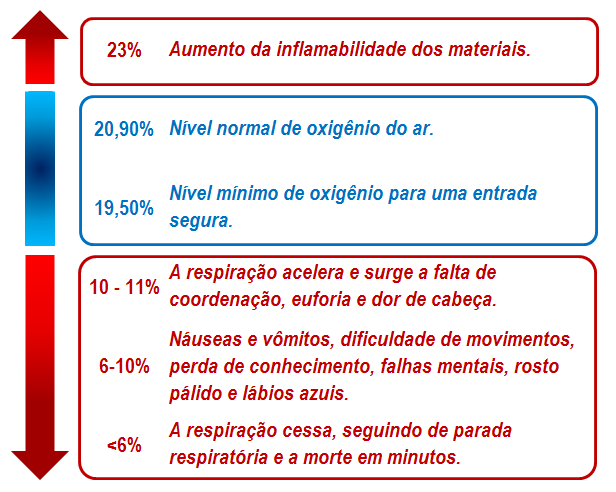 23% Aumento da inflamabilidade dos materiais.
20,90% Nível normal de oxigênio do ar.
19,50% Nível mínimo de oxigênio para uma entrada
segura.
10 - 11% A respiração acelera e surge a falta de
coordenação, euforia e dor de cabeça.
6-10% Náuseas e vômitos, dificuldade de movimentos,
perda de conhecimento, falhas mentais, rosto
pálido e lábios azuis.
<6% A respiração cessa, seguindo de parada
respiratória e a morte em minutos.